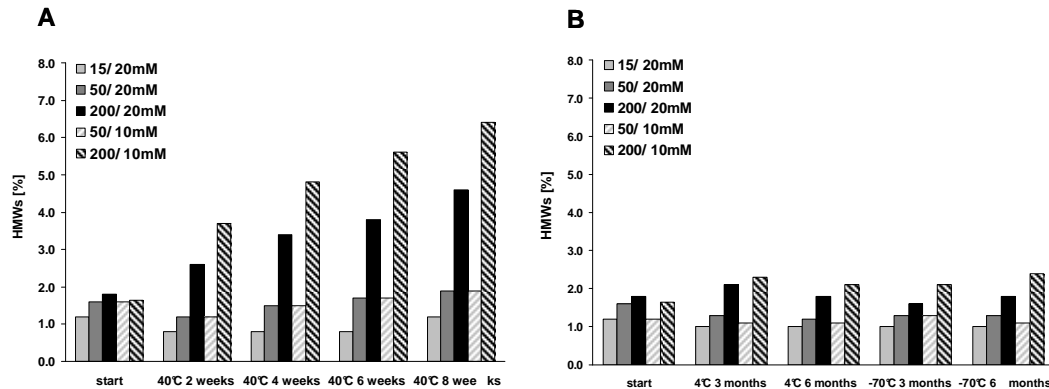 A
HMWs [%]
8.0
7.0
6.0
5.0
4.0
3.0
2.0
1.0
0.0
15/ 20mM
50/ 20mM
200/ 20mM
50/ 10mM
200/ 10mM
start 40°C 2 weeks 40°C 4 weeks 40°C 6 weeks 40°C 8 wee ks
B
HMWs [%]
8.0
7.0
6.0
5.0
4.0
3.0
2.0
1.0
0.0
15/ 20mM
50/ 20mM
200/ 20mM
50/ 10mM
200/ 10mM
start 4°C 3 months 4°C 6 months -70°C 3 months -70°C 6 months